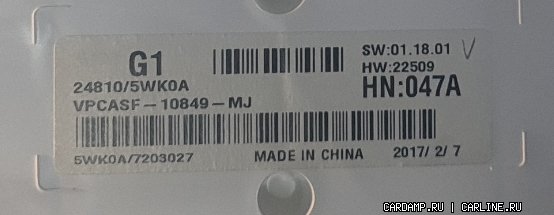 G1
SW:01.18.01 V
HW:22509
24810/5WK0A
HN:047A
VPCASF-10849-MJ
5WK0A/7203027 MADE IN CHINA 2017/ 2/ 7
CARDAMP.RU | CARLINE.RU